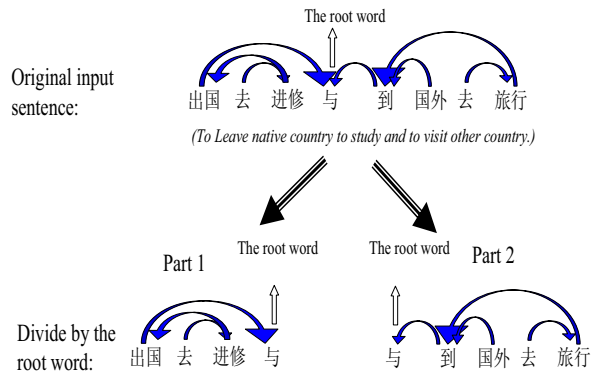 The root word
Original input
sentence:
出国 去 进修 与 到 国外 去 旅行
(To Leave native country to study and to visit other country.)
The root word The root word
Part 1 Part 2
Divide by the
root word:
出国 去 进修 与 与 到 国外 去 旅行